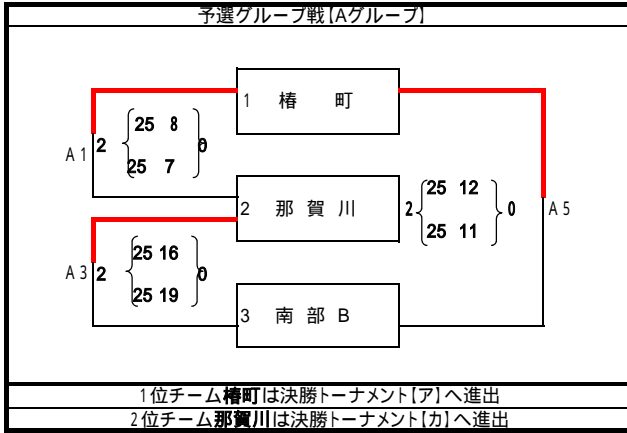 予選グループ戦【Aグループ】
1 椿 町
A1 2 25 8 0
25 7
2 那 賀 川
2 25 12 0 A5
25 11
A3 2 25 16 0
25 19
3 南 部 B
1位チーム椿町は決勝トーナメント【ア】へ進出
2位チーム那賀川は決勝トーナメント【カ】へ進出